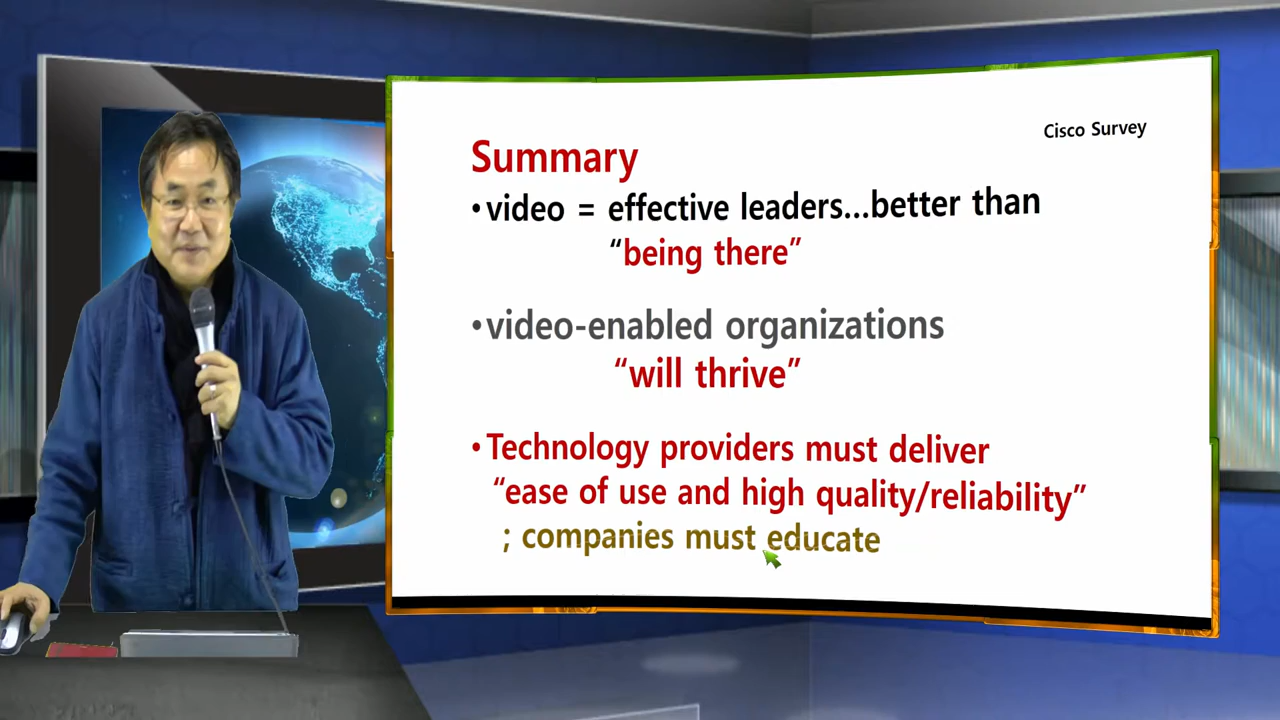 Cisco Survey
Summary
•video = effective leaders...better than
“being there”
•video-enabled organizations
“will thrive”
•Technology providers must deliver
“ease of use and high quality/reliability”
; companies must educate